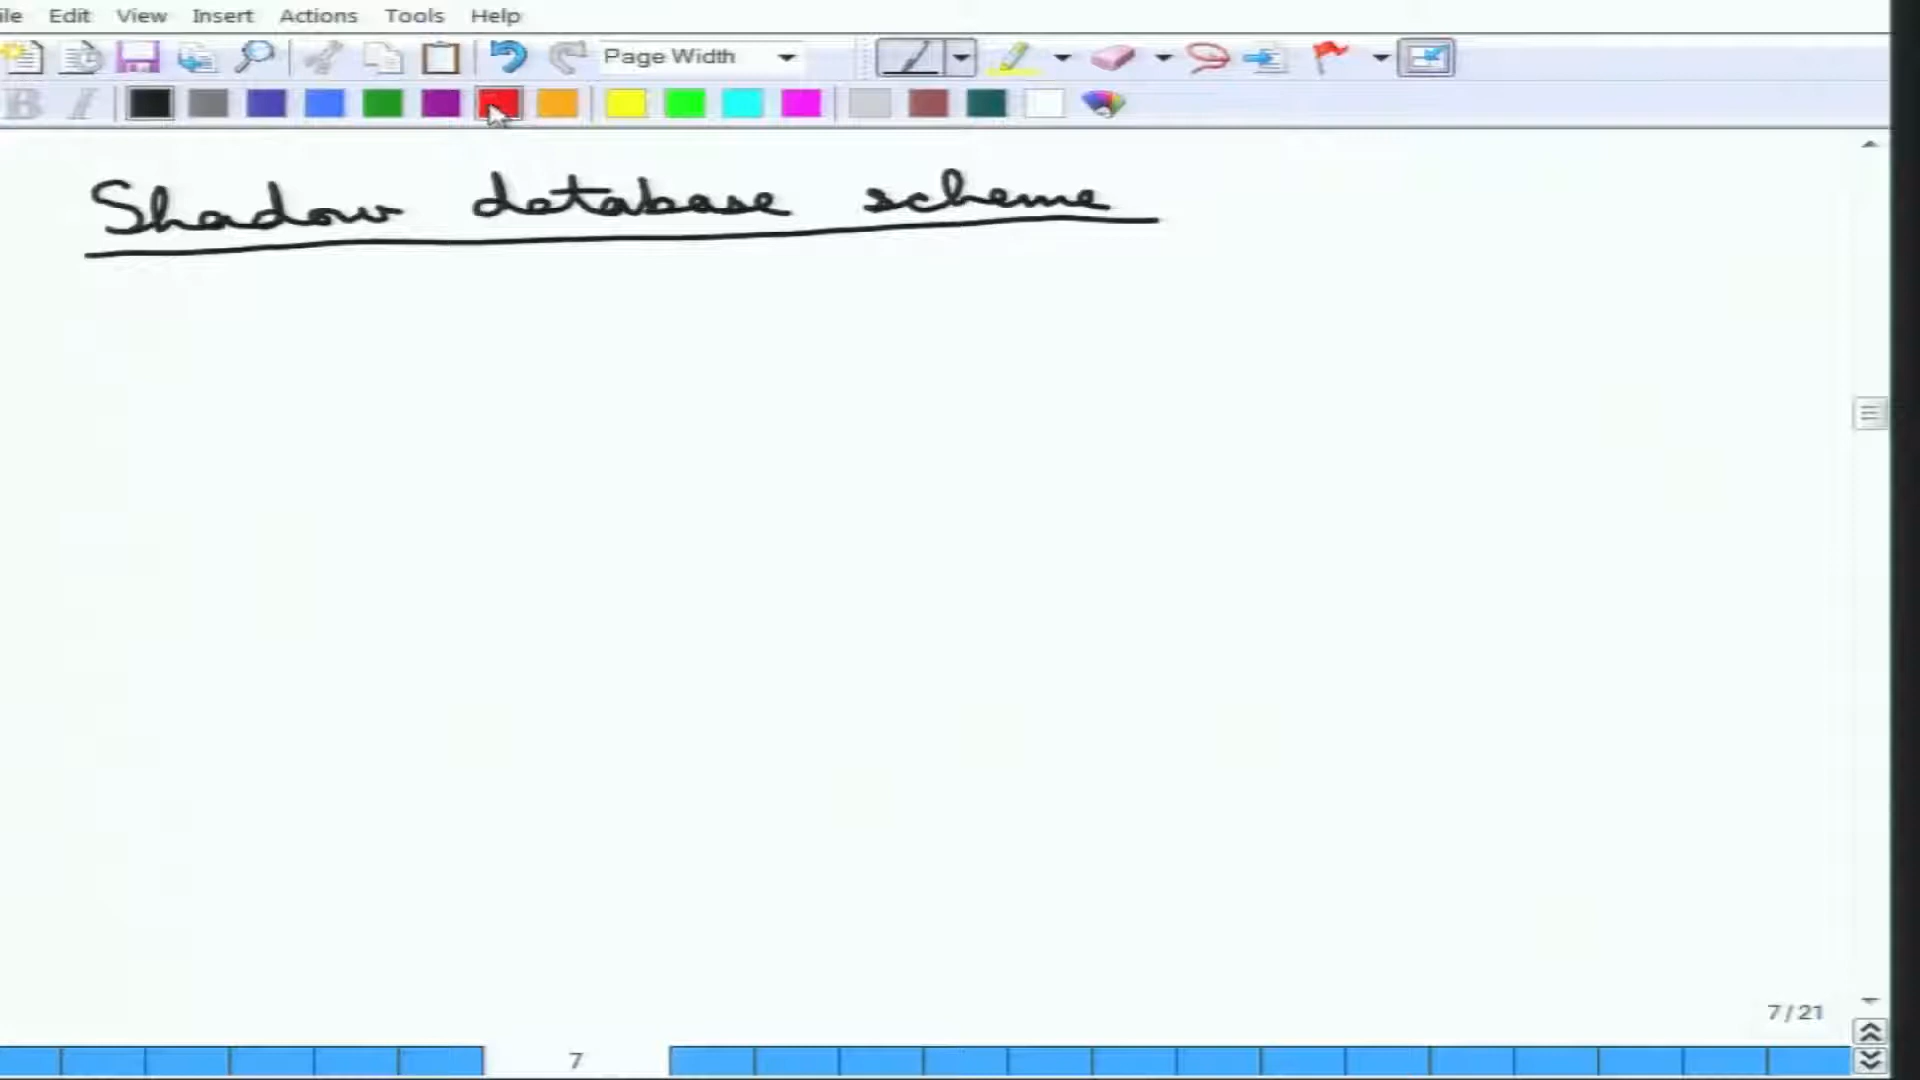 ile Edit View Insert Actions Tools Help
Page Width
B I
Shadow database scheme
7/21
7